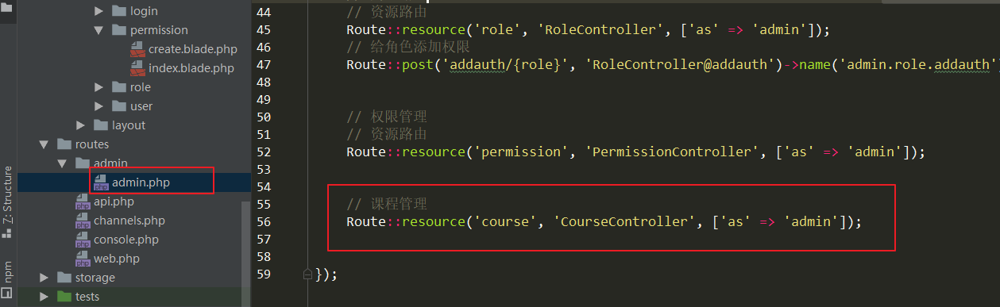 login
permission
create.blade.php
index.blade.php
role
user
layout
routes
admin
admin.php
api.php
channels.php
console.php
web.php
storage
tests
Z: Structure
npm
44 // 资源路由
45 Route::resource('role', 'RoleController', ['as' => 'admin']);
46 // 给角色添加权限
47 Route::post('addauth/{role}', 'RoleController@addauth')->name('admin.role.addauth'
48
49
50 // 权限管理
51 // 资源路由
52 Route::resource('permission', 'PermissionController', ['as' => 'admin']);
53
54
55 // 课程管理
56 Route::resource('course', 'CourseController', ['as' => 'admin']);
57
58
59 });